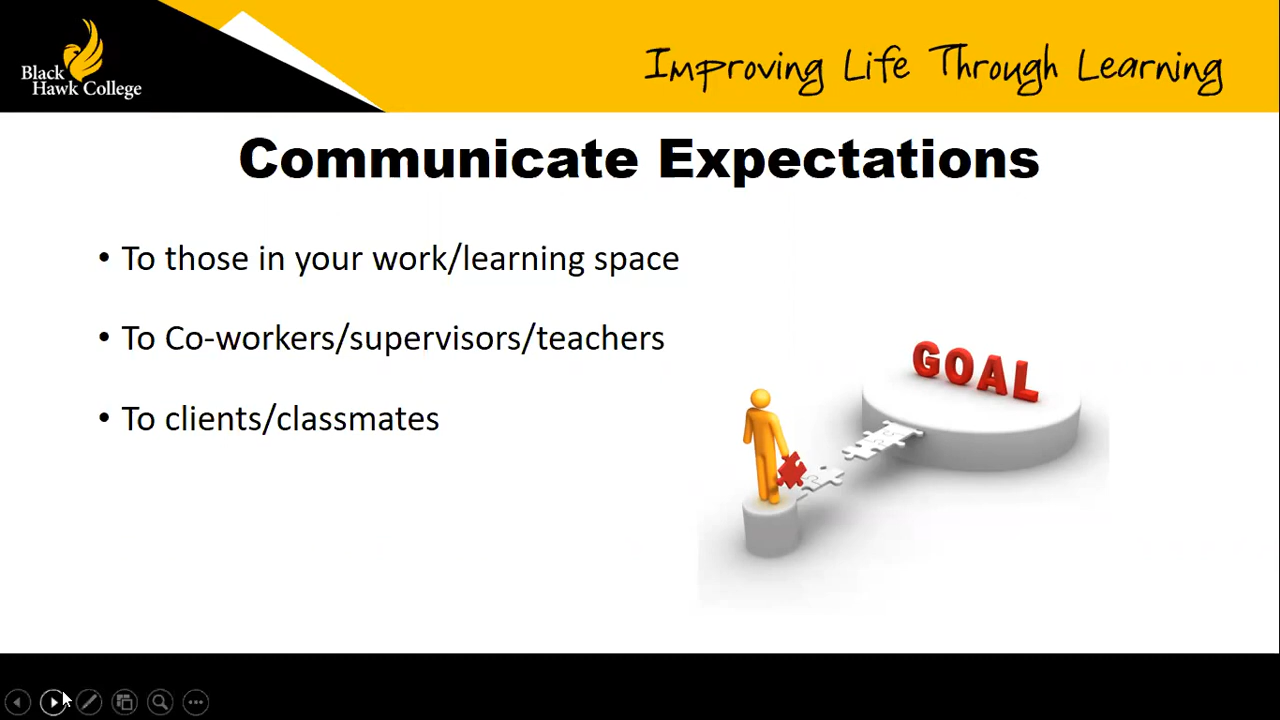 Black
Hawk College
Improving Life Through Learning
Communicate Expectations
• To those in your work/learning space
• To Co-workers/supervisors/teachers
• To clients/classmates
GOAL